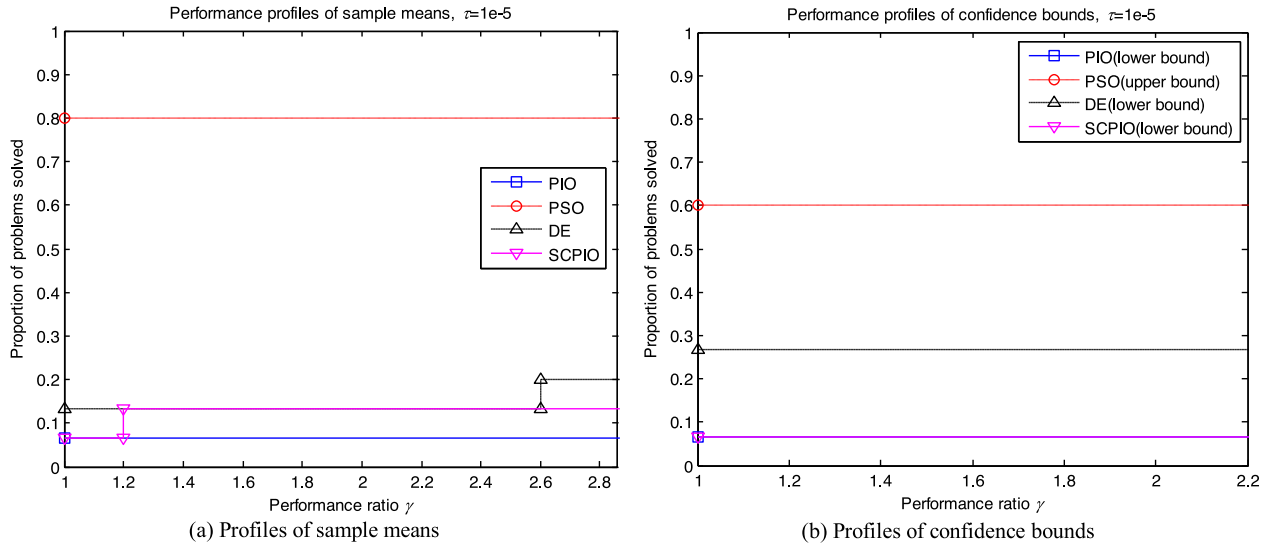 Performance profiles of sample means, τ=1e-5
1
0.9
0.8
0.7
0.6
0.5
0.4
0.3
0.2
0.1
0
Proportion of problems solved
PIO
PSO
DE
SCPIO
1 1.2 1.4 1.6 1.8 2 2.2 2.4 2.6 2.8
Performance ratio γ
(a) Profiles of sample means
Performance profiles of confidence bounds, τ=1e-5
1
0.9
0.8
0.7
0.6
0.5
0.4
0.3
0.2
0.1
0
Proportion of problems solved
PIO(lower bound)
PSO(upper bound)
DE(lower bound)
SCPIO(lower bound)
1 1.2 1.4 1.6 1.8 2 2.2
Performance ratio γ
(b) Profiles of confidence bounds